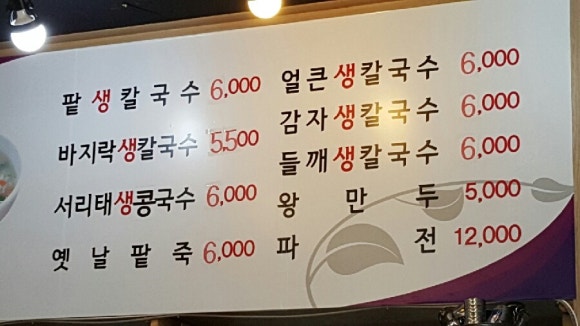 팥생칼국수 6,000
바지락생칼국수 5,500
서리태생콩국수 6,000
옛날팥죽 6,000
얼큰생칼국수 6,000
감자생칼국수 6,000
들깨생칼국수 6,000
왕만두 5,000
파전 12,000